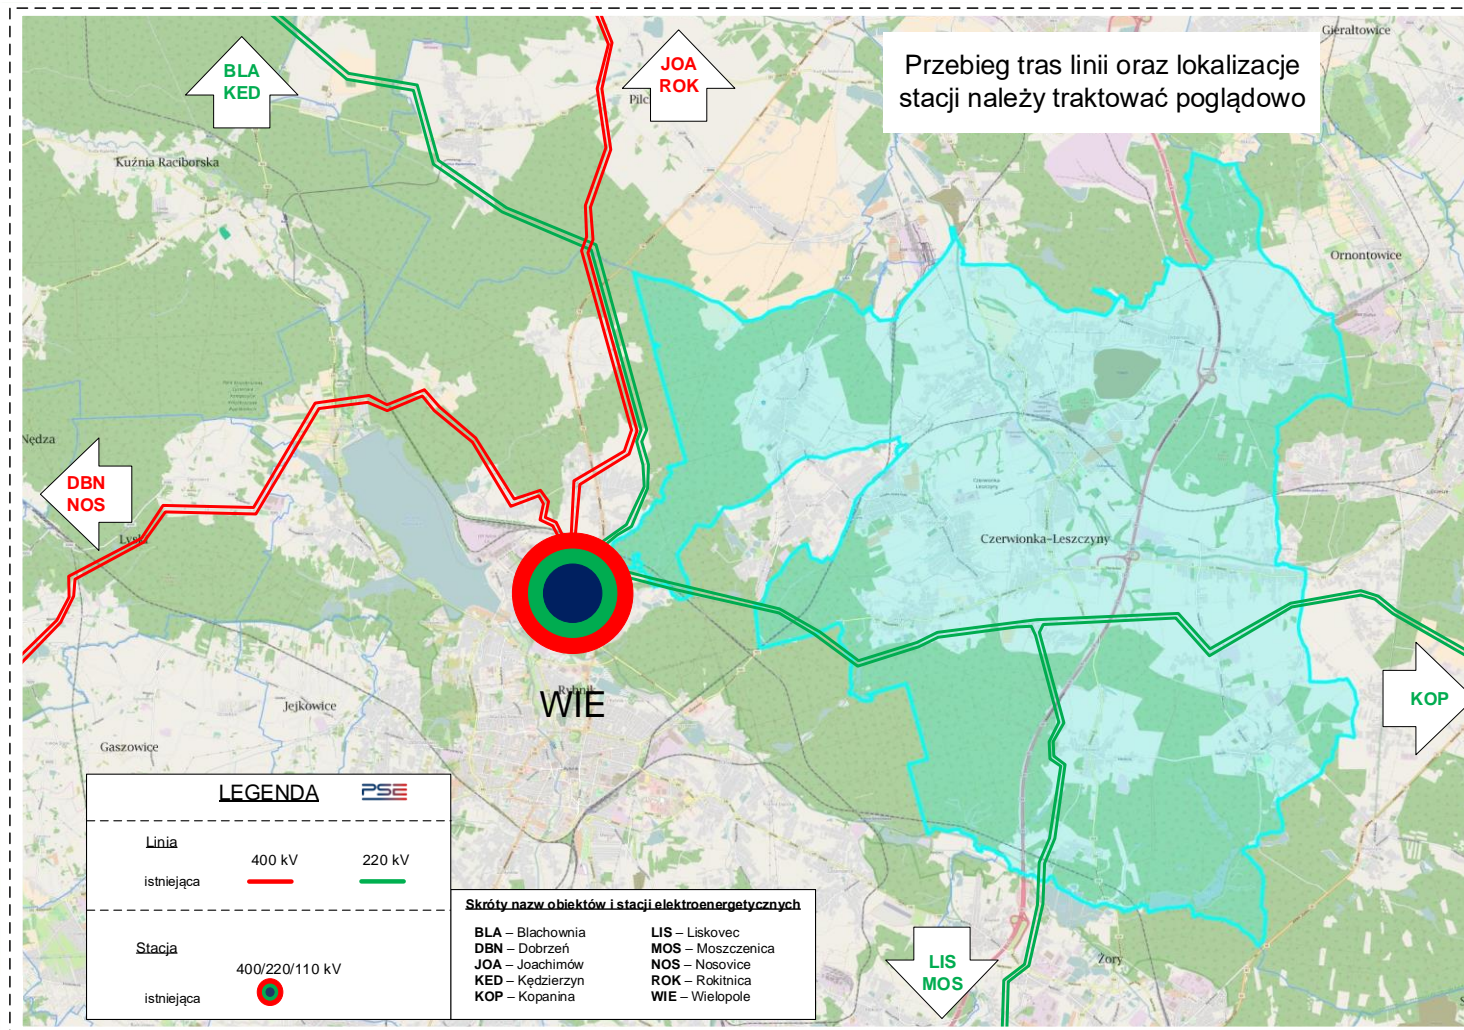 Gierałtowice
Przebieg tras linii oraz lokalizacje
stacji należy traktować poglądowo
BLA
KED
JOA
ROK
Kuźnia Raciborska
Ornontowice
Nędza
DBN
NOS
Lyski
Czerwionka-Leszczyny
Rybnik
WIE
KOP
Jejkowice
Gaszowice
LEGENDA PSE
Linia
400 kV 220 kV
istniejąca
Stacja
400/220/110 kV
istniejąca
Skróty nazw obiektów i stacji elektroenergetycznych
BLA – Blachownia
DBN – Dobrzeń
JOA – Joachimów
KED – Kędzierzyn
KOP – Kopanina
LIS – Liskovec
MOS – Moszczenica
NOS – Nosovice
ROK – Rokitnica
WIE – Wielopole
LIS
MOS
Żory